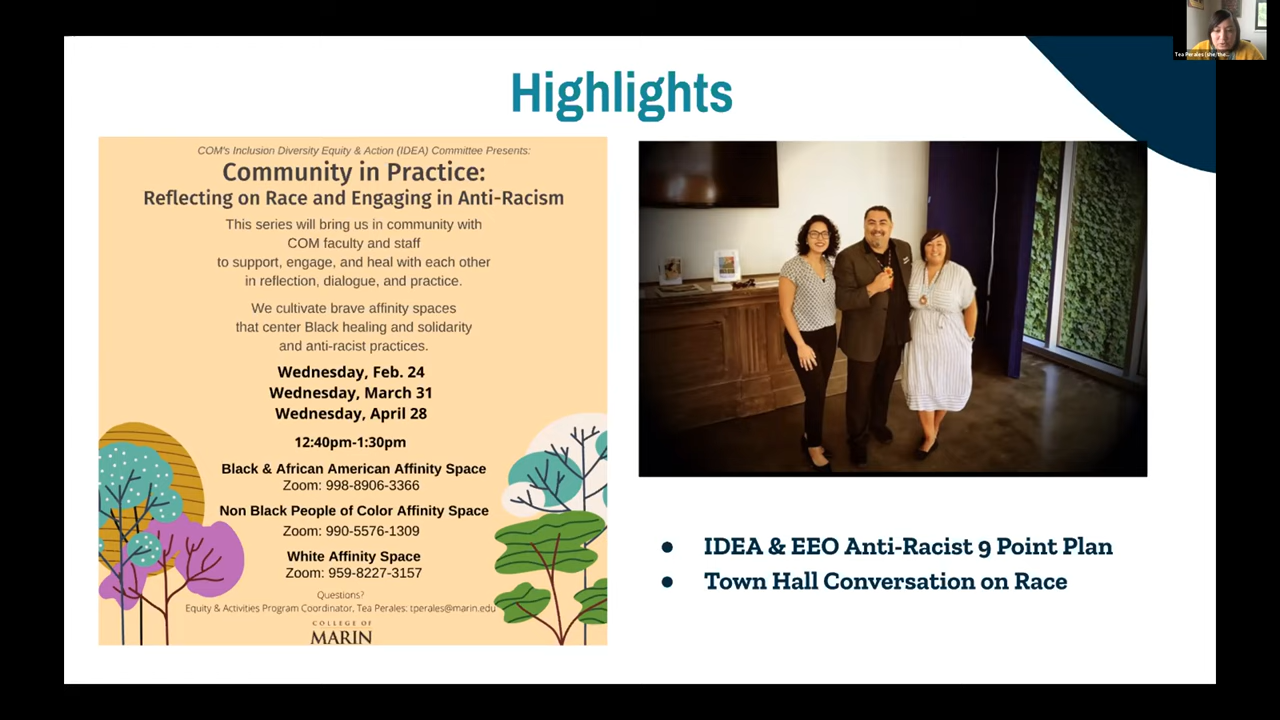 Highlights
COM's Inclusion Diversity Equity & Action (IDEA) Committee Presents:
Community in Practice:
Reflecting on Race and Engaging in Anti-Racism
This series will bring us in community with
COM faculty and staff
to support, engage, and heal with each other
in reflection, dialogue, and practice.
We cultivate brave affinity spaces
that center Black healing and solidarity
and anti-racist practices.
Wednesday, Feb. 24
Wednesday, March 31
Wednesday, April 28
12:40pm-1:30pm
Black & African American Affinity Space
Zoom: 998-8906-3366
Non Black People of Color Affinity Space
Zoom: 990-5576-1309
White Affinity Space
Zoom: 959-8227-3157
Questions?
Equity & Activities Program Coordinator, Tea Perales: tperales@marin.edu
COLLEGE OF
MARIN
● IDEA & EEO Anti-Racist 9 Point Plan
● Town Hall Conversation on Race
Tea Perales (she/the...